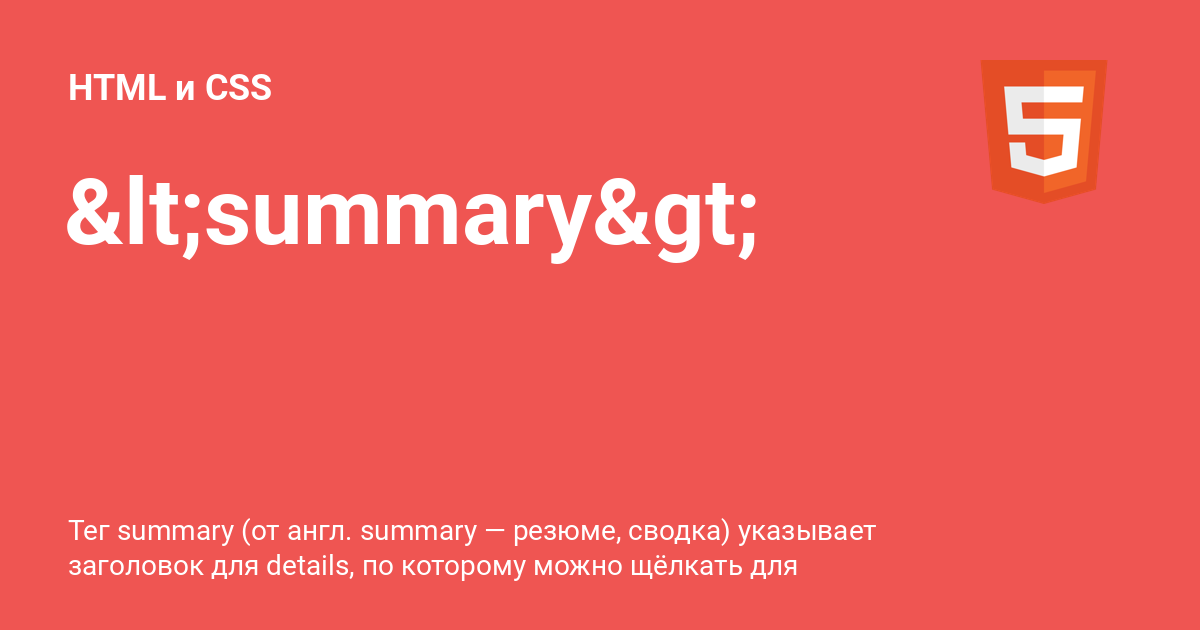 HTML и CSS
&lt;summary&gt;
Тег summary (от англ. summary — резюме, сводка) указывает
заголовок для details, по которому можно щёлкать для